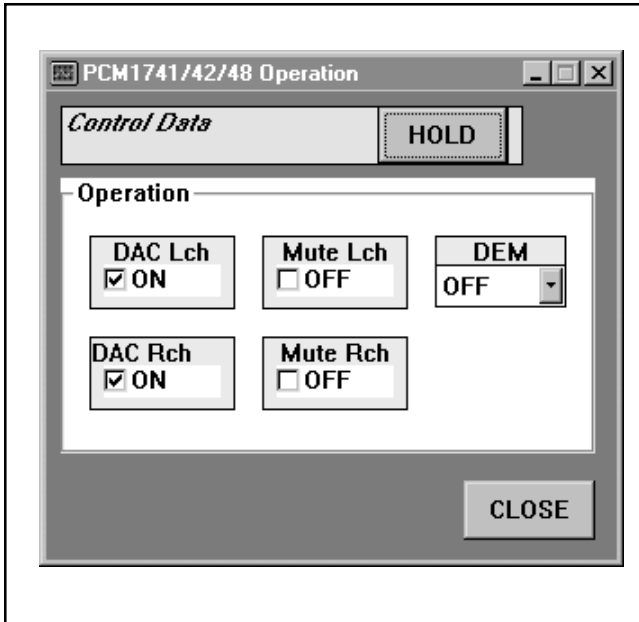 PCM1741/42/48 Operation
Control Data
HOLD
Operation
DAC Lch
ON
Mute Lch
OFF
DEM
OFF
DAC Rch
ON
Mute Rch
OFF
CLOSE